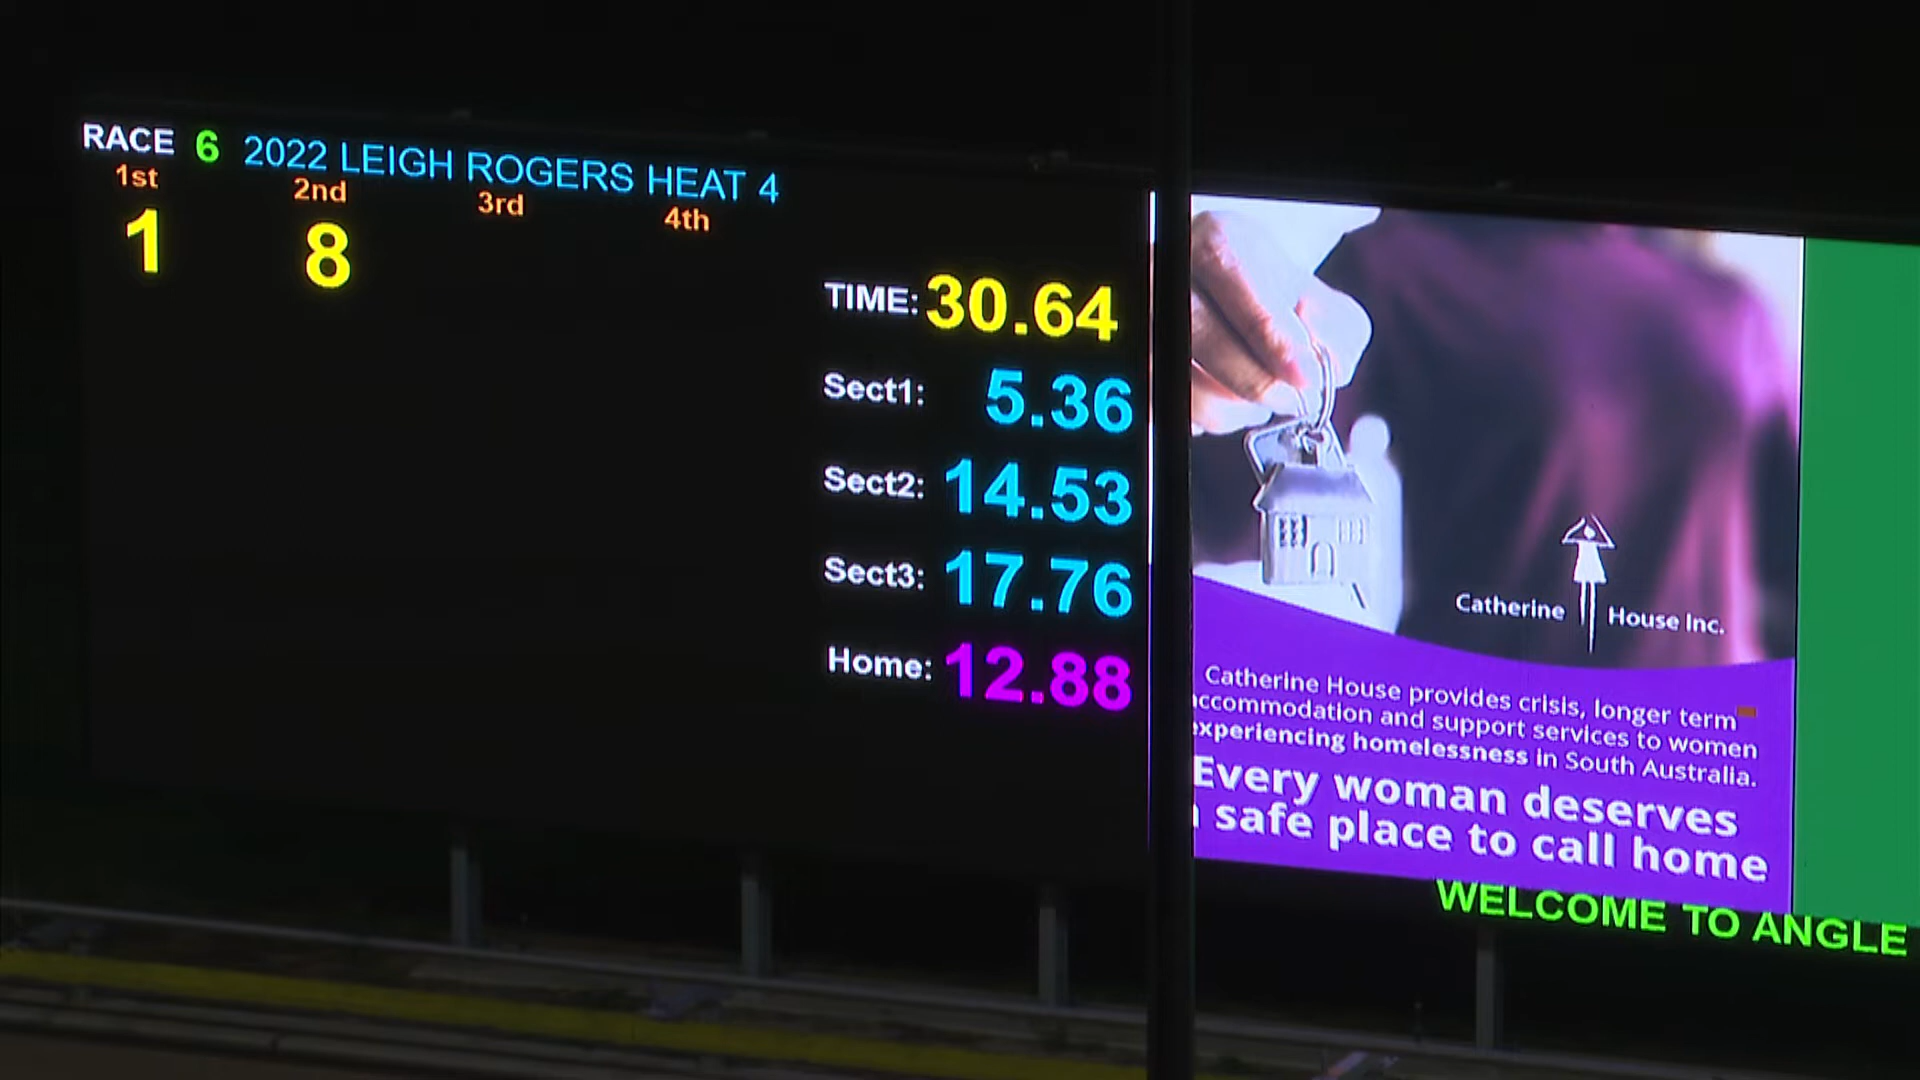 RACE 6 2022 LEIGH ROGERS HEAT 4
1st 2nd 3rd 4th
1 8
TIME: 30.64
Sect1: 5.36
Sect2: 14.53
Sect3: 17.76
Home: 12.88
Catherine House Inc.
Catherine House provides crisis, longer term
accommodation and support services to women
experiencing homelessness in South Australia.
Every woman deserves
a safe place to call home
WELCOME TO ANGLE